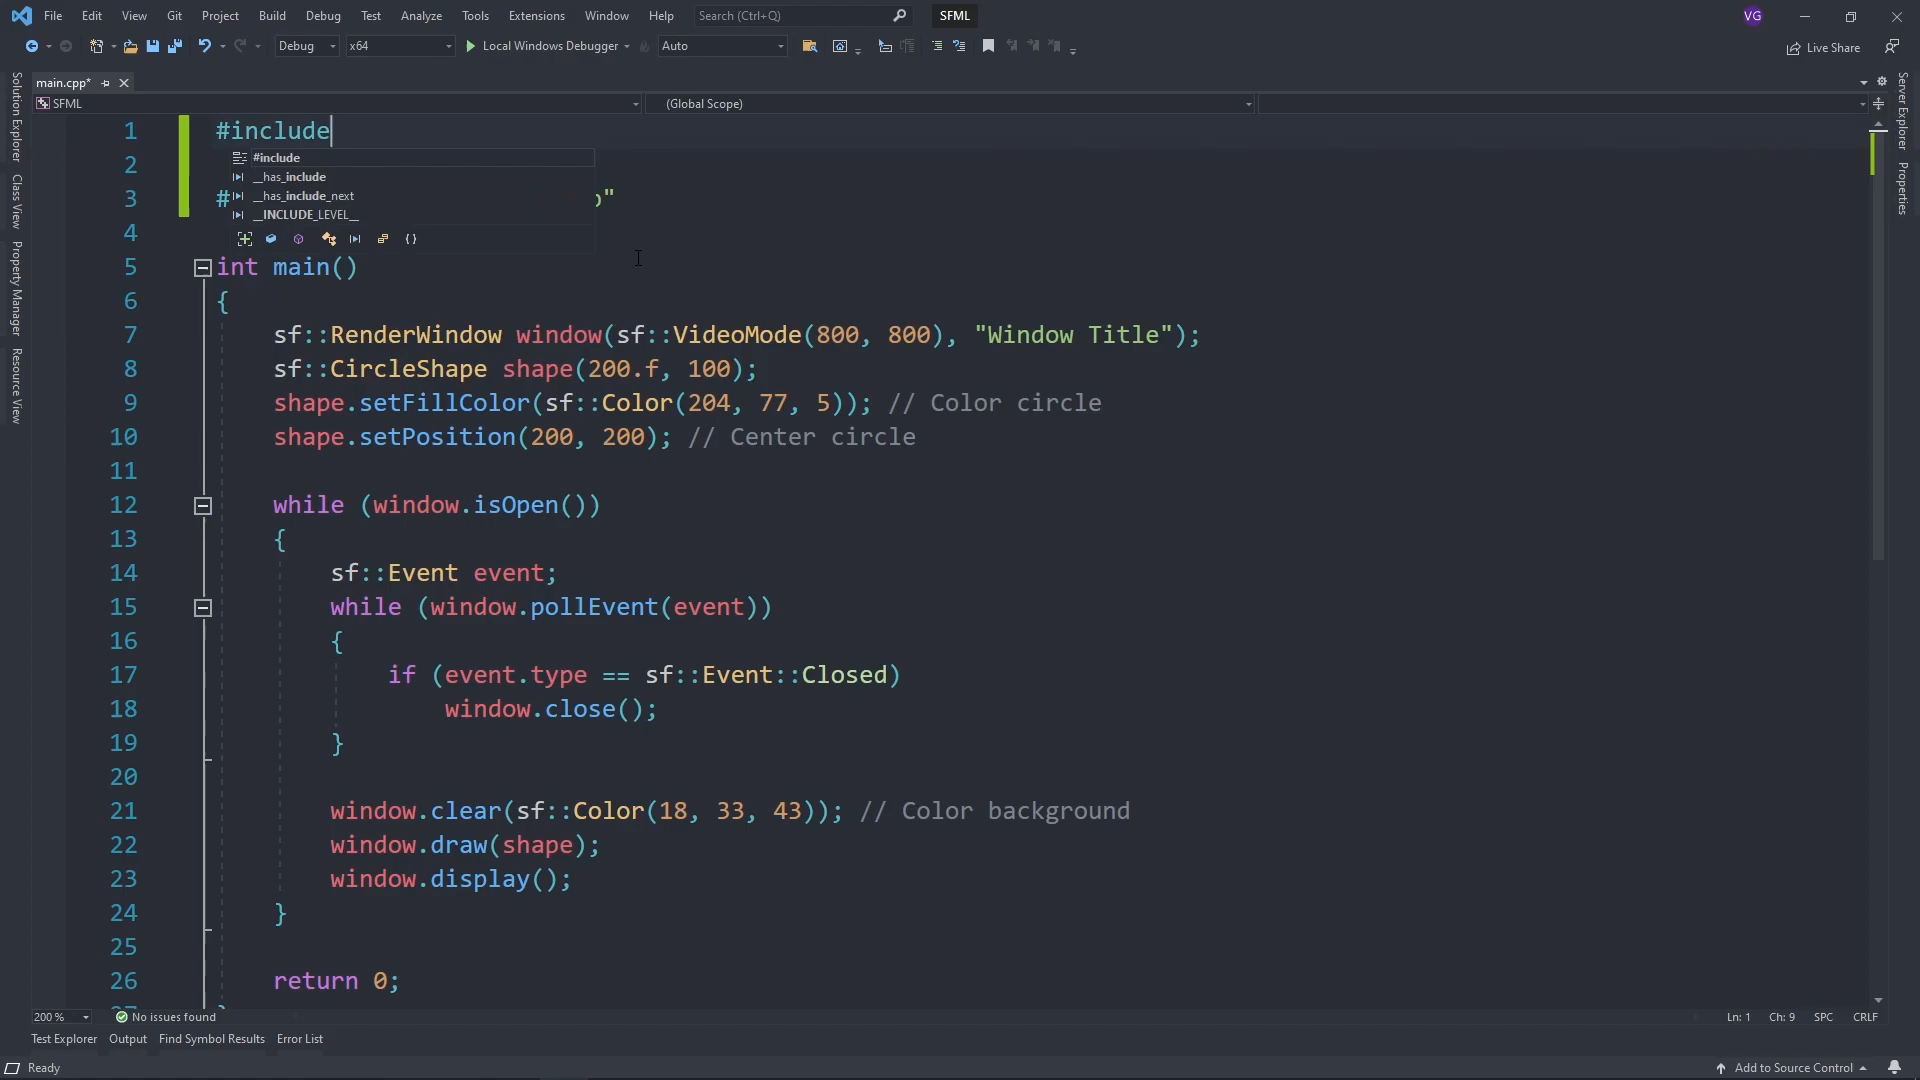 File Edit View Git Project Build Debug Test Analyze Tools Extensions Window Help Search (Ctrl+Q) SFML VG
Debug x64 Local Windows Debugger Auto Live Share
main.cpp*
SFML (Global Scope)
Solution Explorer
Class View
Property Manager
Resource View
Server Explorer
Properties
1 #include
#include
__has_include
__has_include_next
__INCLUDE_LEVEL__
2
3 # "
4
5 int main()
6 {
7 sf::RenderWindow window(sf::VideoMode(800, 800), "Window Title");
8 sf::CircleShape shape(200.f, 100);
9 shape.setFillColor(sf::Color(204, 77, 5)); // Color circle
10 shape.setPosition(200, 200); // Center circle
11
12 while (window.isOpen())
13 {
14 sf::Event event;
15 while (window.pollEvent(event))
16 {
17 if (event.type == sf::Event::Closed)
18 window.close();
19 }
20
21 window.clear(sf::Color(18, 33, 43)); // Color background
22 window.draw(shape);
23 window.display();
24 }
25
26 return 0;
200 % No issues found Ln: 1 Ch: 9 SPC CRLF
Test Explorer Output Find Symbol Results Error List
Ready Add to Source Control